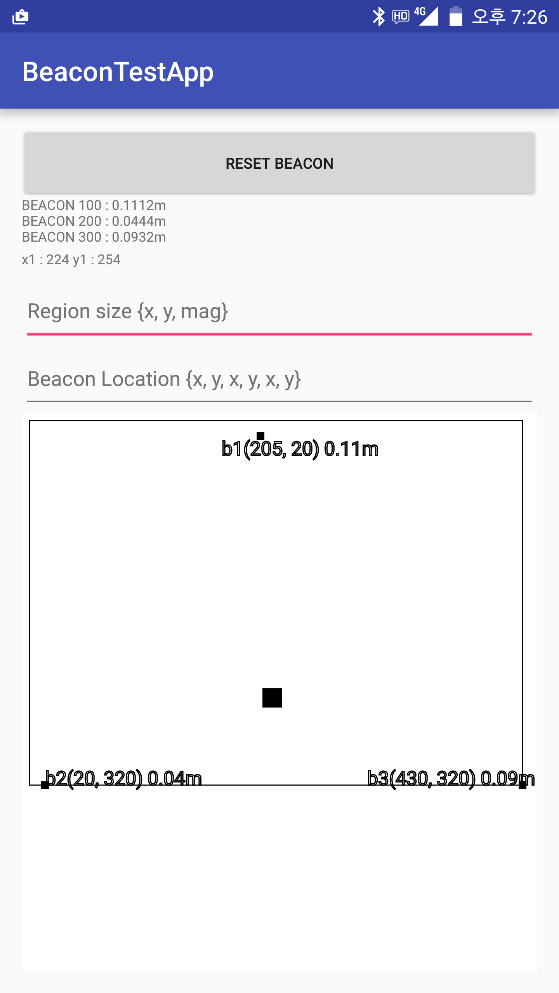 HD 4G 오후 7:26
BeaconTestApp
RESET BEACON
BEACON 100 : 0.1112m
BEACON 200 : 0.0444m
BEACON 300 : 0.0932m
x1 : 224 y1 : 254
Region size {x, y, mag}
Beacon Location {x, y, x, y, x, y}
b1(205, 20) 0.11m
b2(20, 320) 0.04m
b3(430, 320) 0.09m